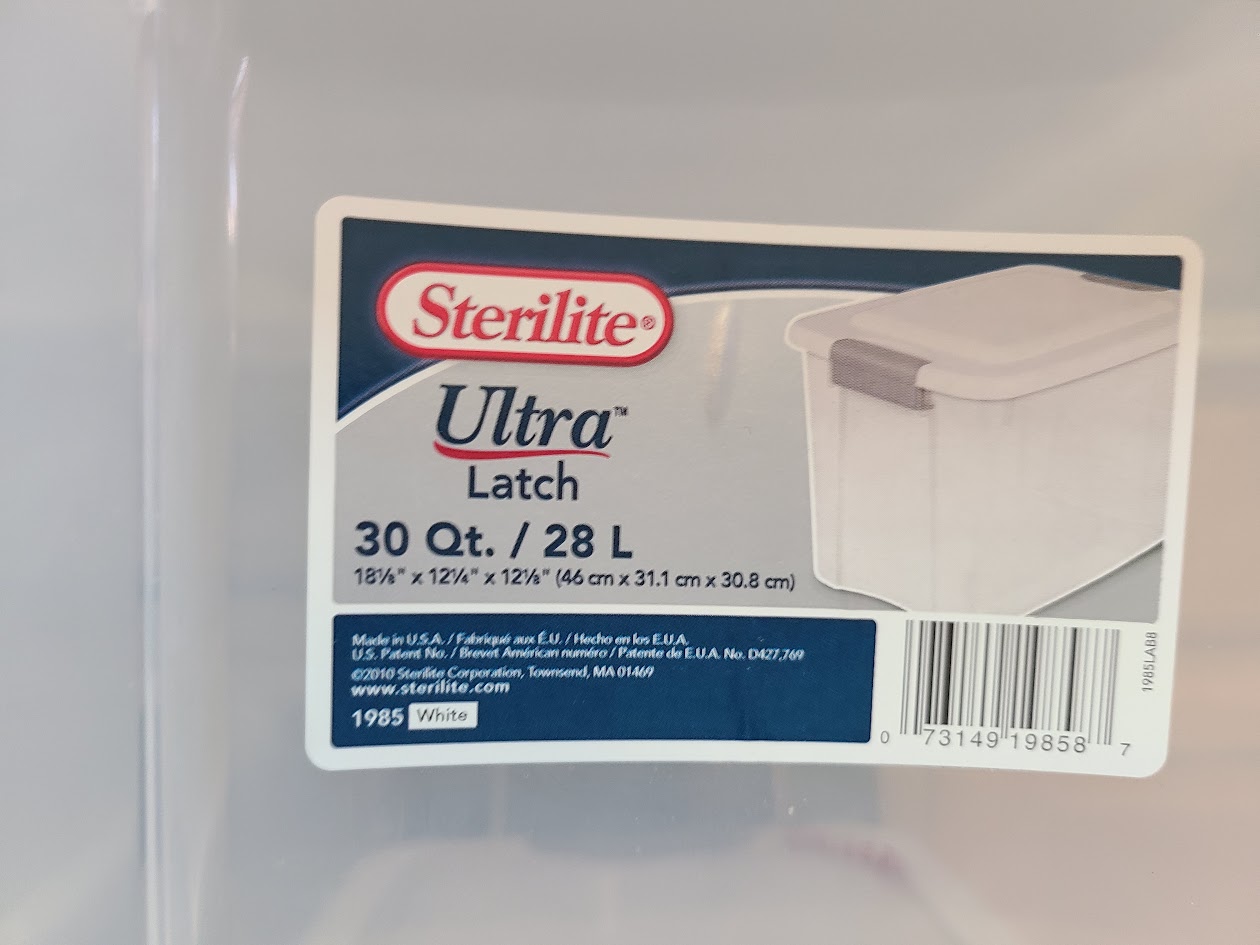 Sterilite®
Ultra™
Latch
30 Qt. / 28 L
18⅛" x 12¼" x 12⅛" (46 cm x 31.1 cm x 30.8 cm)
Made in U.S.A. / Fabriqué aux É.U. / Hecho en los E.U.A.
U.S. Patent No. / Brevet Américan numéro / Patente de E.U.A. No. D427,769
©2010 Sterilite Corporation, Townsend, MA 01469
www.sterilite.com
1985 White
0 73149 19858 7
1985LAB8